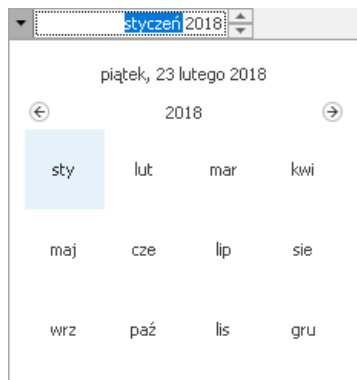 styczeń 2018
piątek, 23 lutego 2018
2018
sty lut mar kwi
maj cze lip sie
wrz paź lis gru